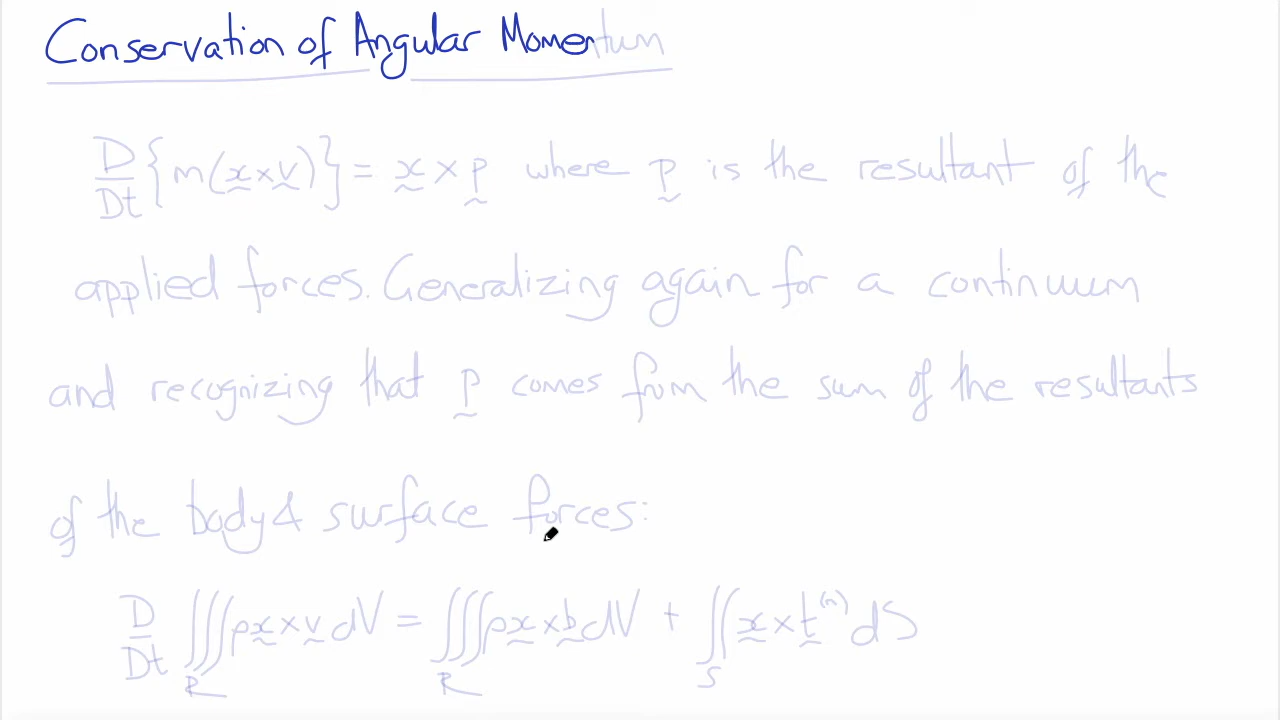 Conservation of Angular Momentum
D/Dt {m(x×v)} = x × p where p is the resultant of the
applied forces. Generalizing again for a continuum
and recognizing that p comes from the sum of the resultants
of the body & surface forces:
D/Dt ∭_R ρx×v dV = ∭_R ρx×b dV + ∬_S x×t^(n) dS